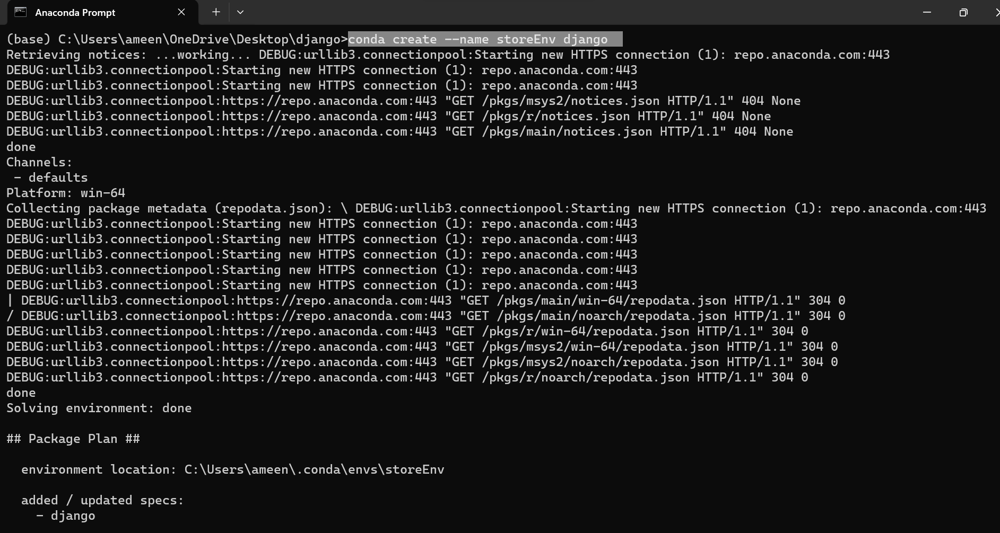 Anaconda Prompt
(base) C:\Users\ameen\OneDrive\Desktop\django>conda create --name storeEnv django
Retrieving notices: ...working... DEBUG:urllib3.connectionpool:Starting new HTTPS connection (1): repo.anaconda.com:443
DEBUG:urllib3.connectionpool:Starting new HTTPS connection (1): repo.anaconda.com:443
DEBUG:urllib3.connectionpool:Starting new HTTPS connection (1): repo.anaconda.com:443
DEBUG:urllib3.connectionpool:https://repo.anaconda.com:443 "GET /pkgs/msys2/notices.json HTTP/1.1" 404 None
DEBUG:urllib3.connectionpool:https://repo.anaconda.com:443 "GET /pkgs/r/notices.json HTTP/1.1" 404 None
DEBUG:urllib3.connectionpool:https://repo.anaconda.com:443 "GET /pkgs/main/notices.json HTTP/1.1" 404 None
done
Channels:
 - defaults
Platform: win-64
Collecting package metadata (repodata.json): \ DEBUG:urllib3.connectionpool:Starting new HTTPS connection (1): repo.anaconda.com:443
DEBUG:urllib3.connectionpool:Starting new HTTPS connection (1): repo.anaconda.com:443
DEBUG:urllib3.connectionpool:Starting new HTTPS connection (1): repo.anaconda.com:443
DEBUG:urllib3.connectionpool:Starting new HTTPS connection (1): repo.anaconda.com:443
DEBUG:urllib3.connectionpool:Starting new HTTPS connection (1): repo.anaconda.com:443
DEBUG:urllib3.connectionpool:Starting new HTTPS connection (1): repo.anaconda.com:443
| DEBUG:urllib3.connectionpool:https://repo.anaconda.com:443 "GET /pkgs/main/win-64/repodata.json HTTP/1.1" 304 0
/ DEBUG:urllib3.connectionpool:https://repo.anaconda.com:443 "GET /pkgs/main/noarch/repodata.json HTTP/1.1" 304 0
DEBUG:urllib3.connectionpool:https://repo.anaconda.com:443 "GET /pkgs/r/win-64/repodata.json HTTP/1.1" 304 0
DEBUG:urllib3.connectionpool:https://repo.anaconda.com:443 "GET /pkgs/msys2/win-64/repodata.json HTTP/1.1" 304 0
DEBUG:urllib3.connectionpool:https://repo.anaconda.com:443 "GET /pkgs/msys2/noarch/repodata.json HTTP/1.1" 304 0
DEBUG:urllib3.connectionpool:https://repo.anaconda.com:443 "GET /pkgs/r/noarch/repodata.json HTTP/1.1" 304 0
done
Solving environment: done
## Package Plan ##
  environment location: C:\Users\ameen\.conda\envs\storeEnv
  added / updated specs:
    - django